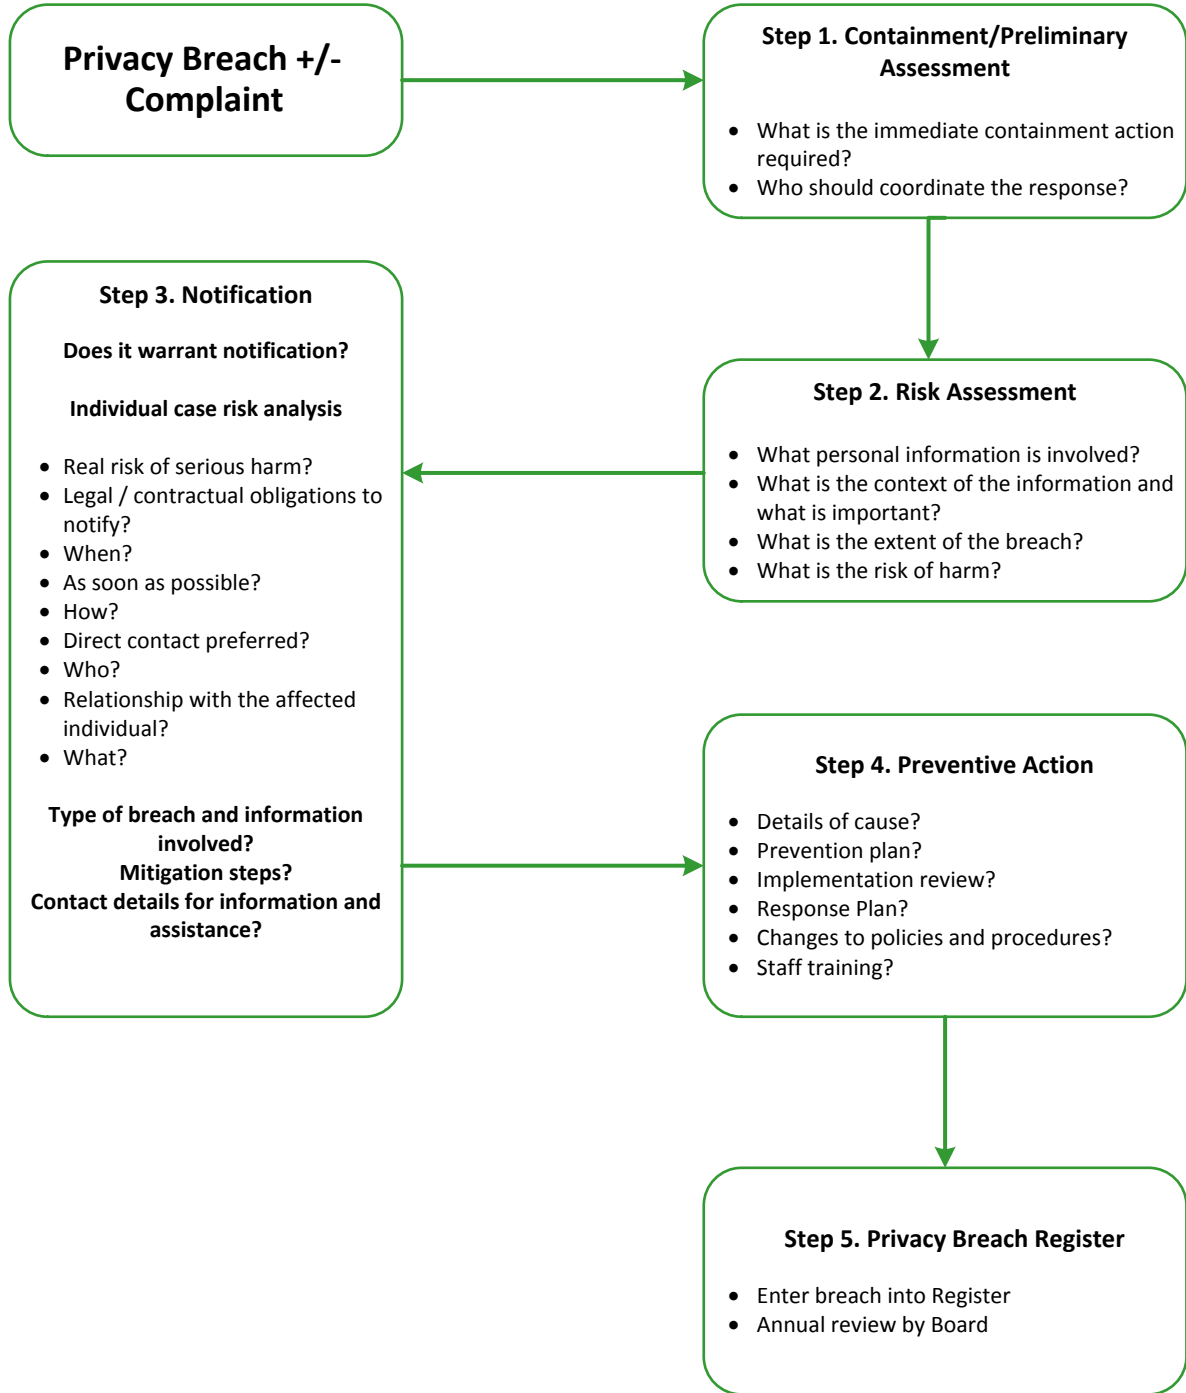 Privacy Breach +/-
Complaint
Step 1. Containment/Preliminary
Assessment
• What is the immediate containment action
required?
• Who should coordinate the response?
Step 2. Risk Assessment
• What personal information is involved?
• What is the context of the information and
what is important?
• What is the extent of the breach?
• What is the risk of harm?
Step 3. Notification
Does it warrant notification?
Individual case risk analysis
• Real risk of serious harm?
• Legal / contractual obligations to
notify?
• When?
• As soon as possible?
• How?
• Direct contact preferred?
• Who?
• Relationship with the affected
individual?
• What?
Type of breach and information
involved?
Mitigation steps?
Contact details for information and
assistance?
Step 4. Preventive Action
• Details of cause?
• Prevention plan?
• Implementation review?
• Response Plan?
• Changes to policies and procedures?
• Staff training?
Step 5. Privacy Breach Register
• Enter breach into Register
• Annual review by Board